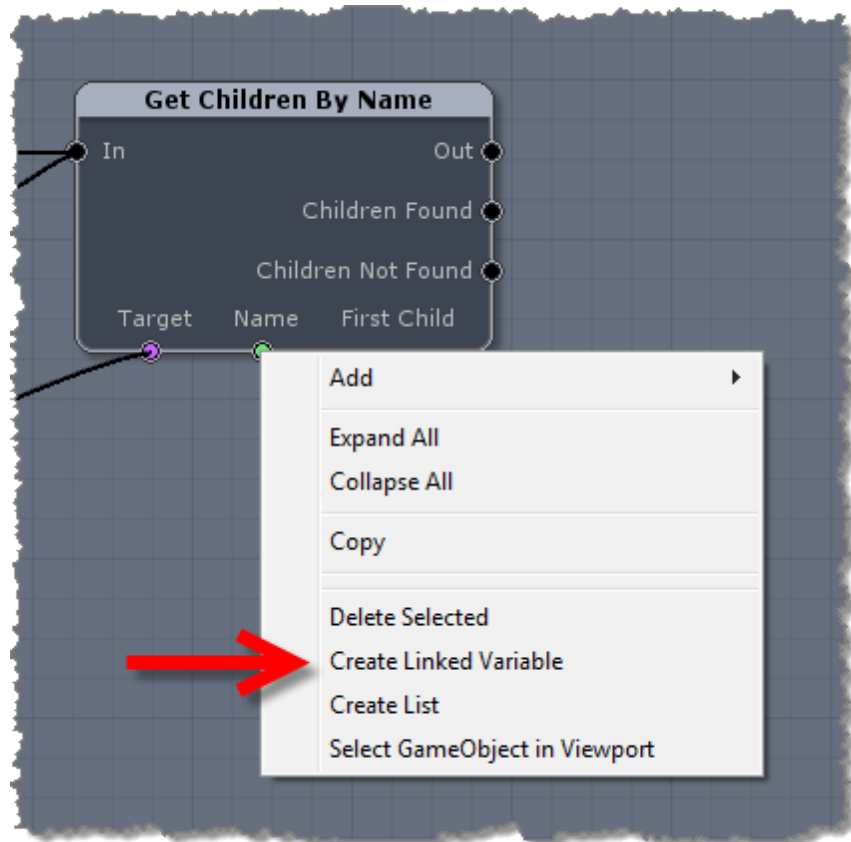 Get Children By Name
In Out
Children Found
Children Not Found
Target Name First Child
Add
Expand All
Collapse All
Copy
Delete Selected
Create Linked Variable
Create List
Select GameObject in Viewport